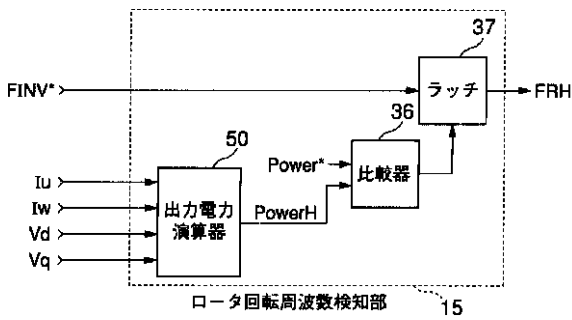 37
FINV*
ラッチ
FRH
36
50
Power*
比較器
Iu
Iw
出力電力
演算器
PowerH
Vd
Vq
ロータ回転周波数検知部
15